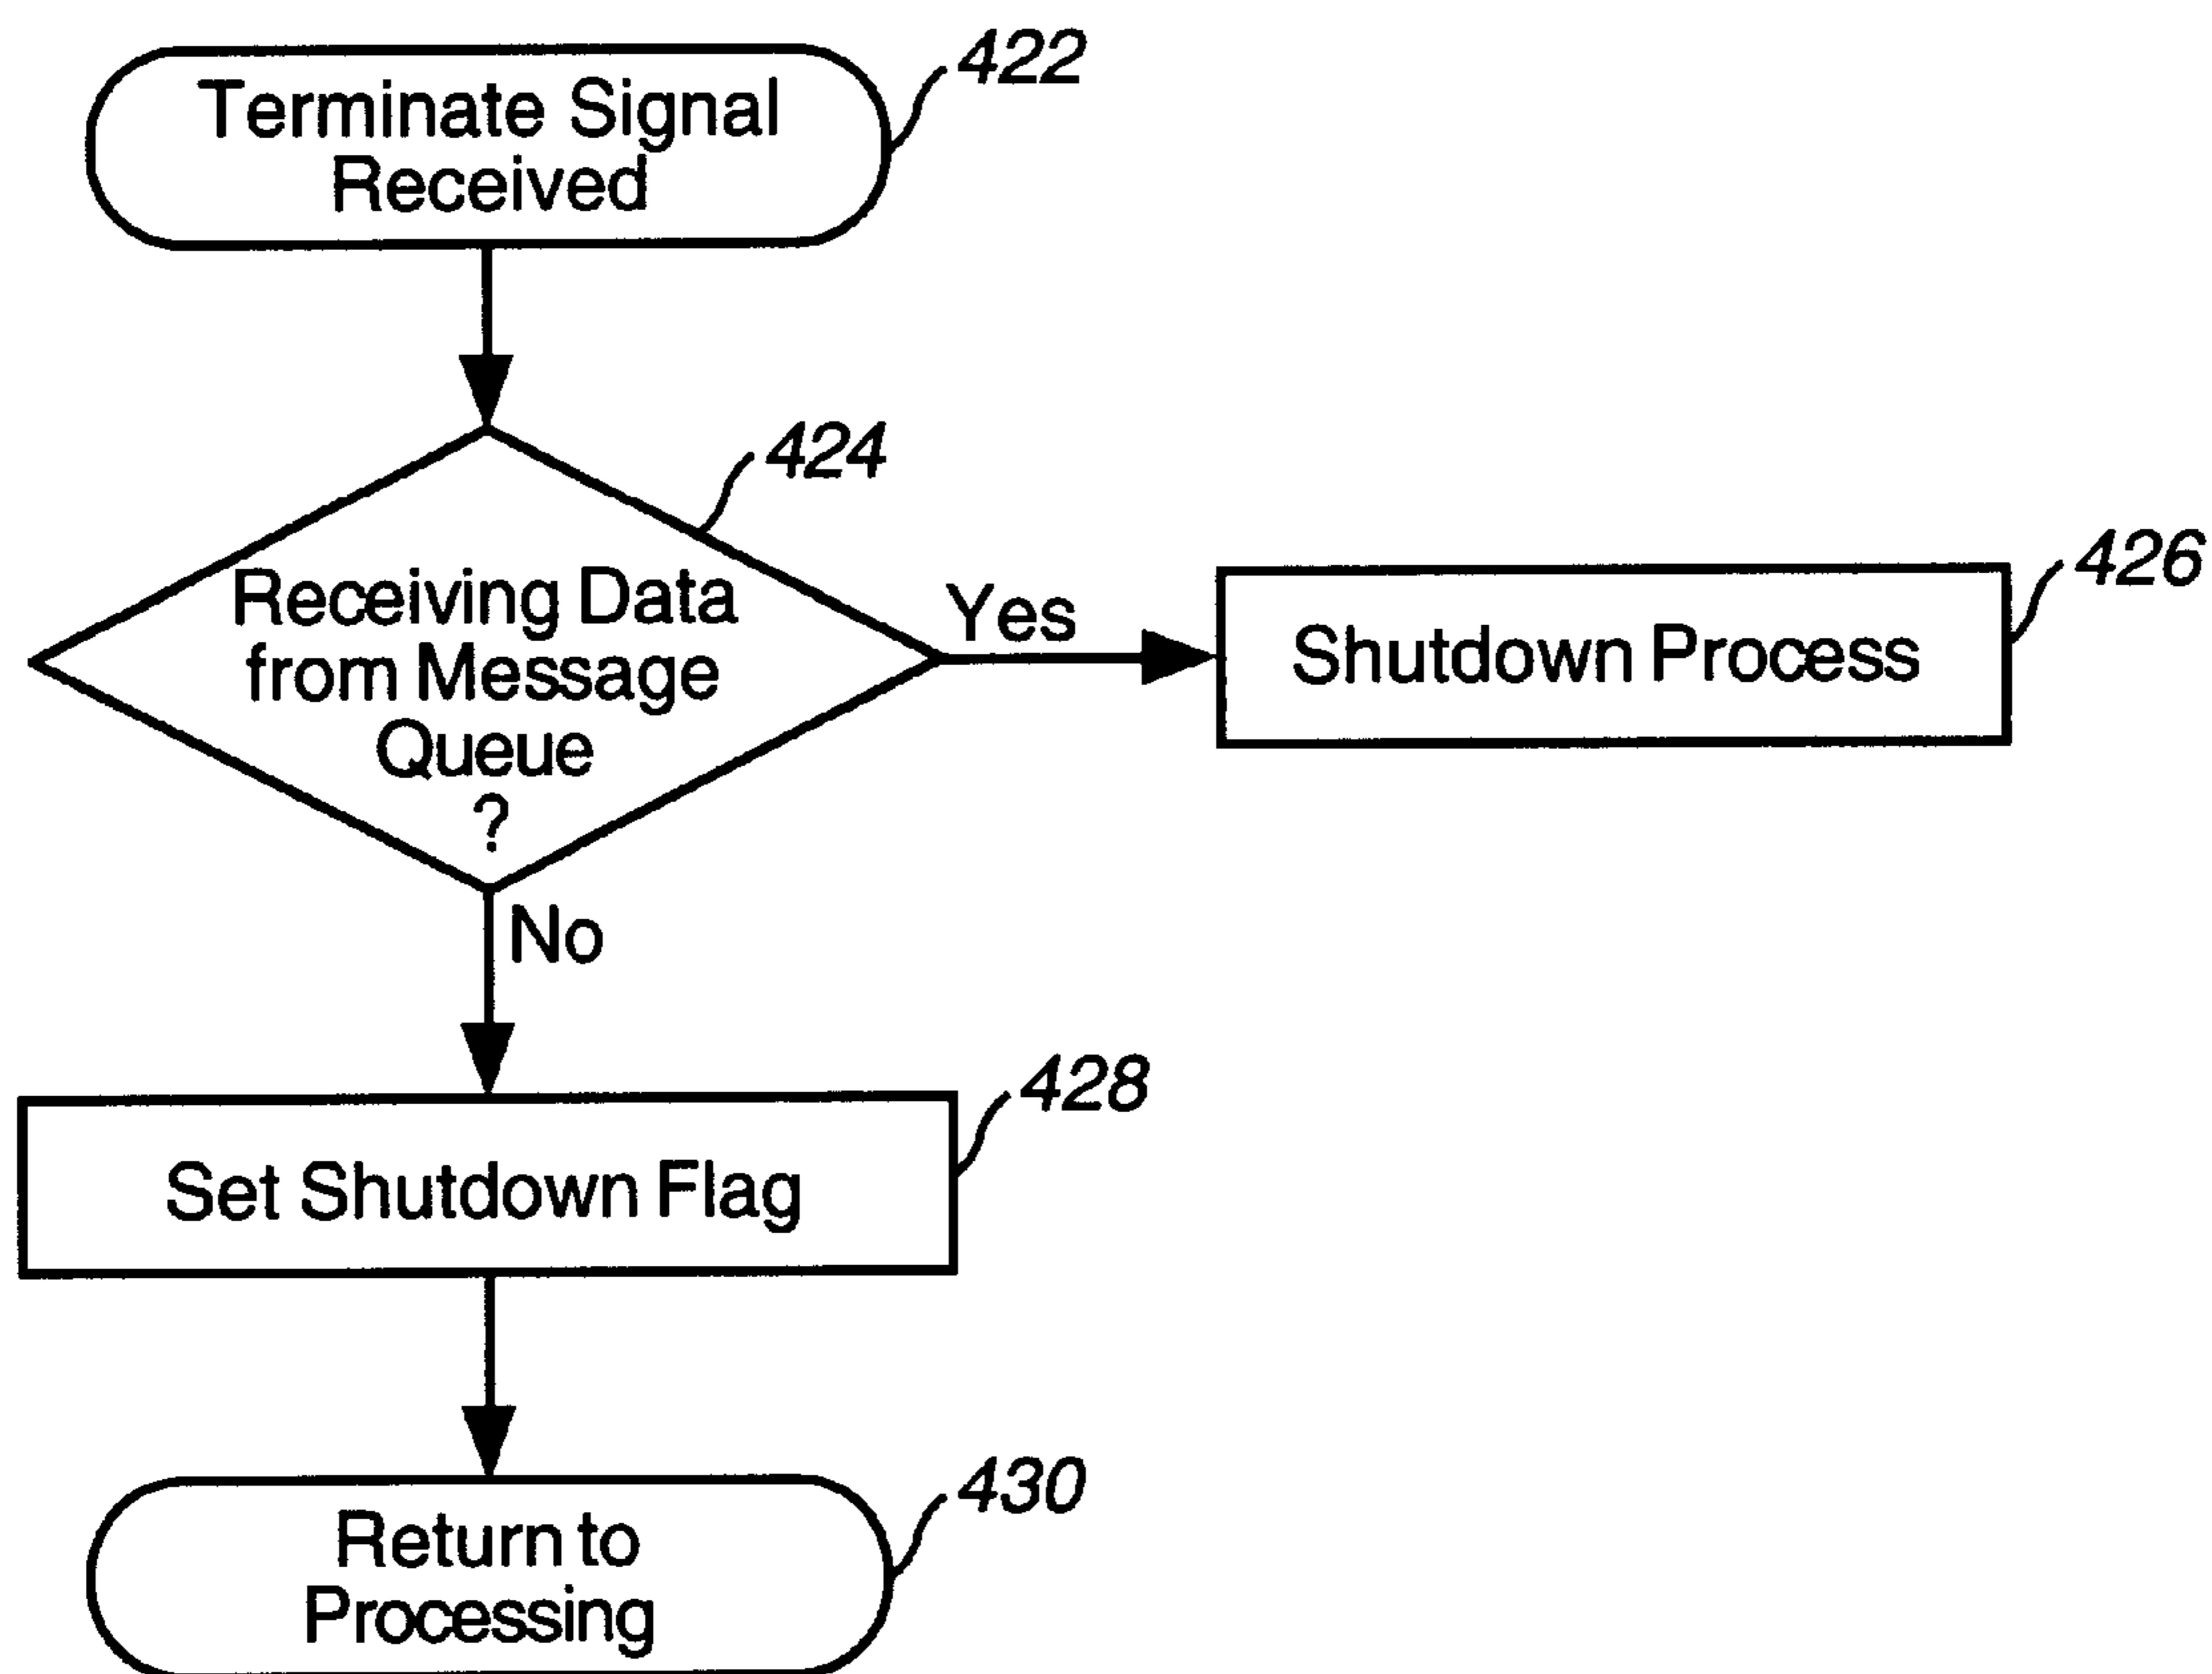 Terminate Signal
Received
422
424
Receiving Data
from Message
Queue
?
Yes
Shutdown Process
426
No
428
Set Shutdown Flag
430
Return to
Processing